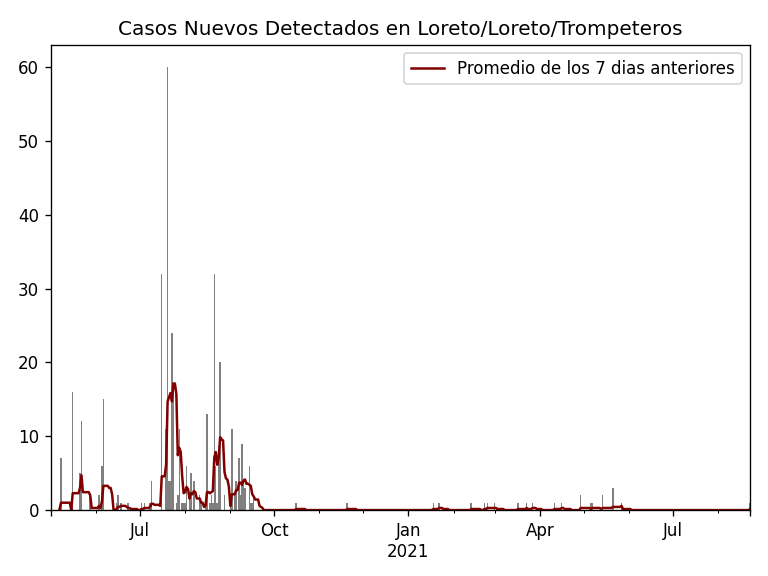 Casos Nuevos Detectados en Loreto/Loreto/Trompeteros
Promedio de los 7 dias anteriores
60
50
40
30
20
10
0
Jul
Oct
Jan
Apr
Jul
2021